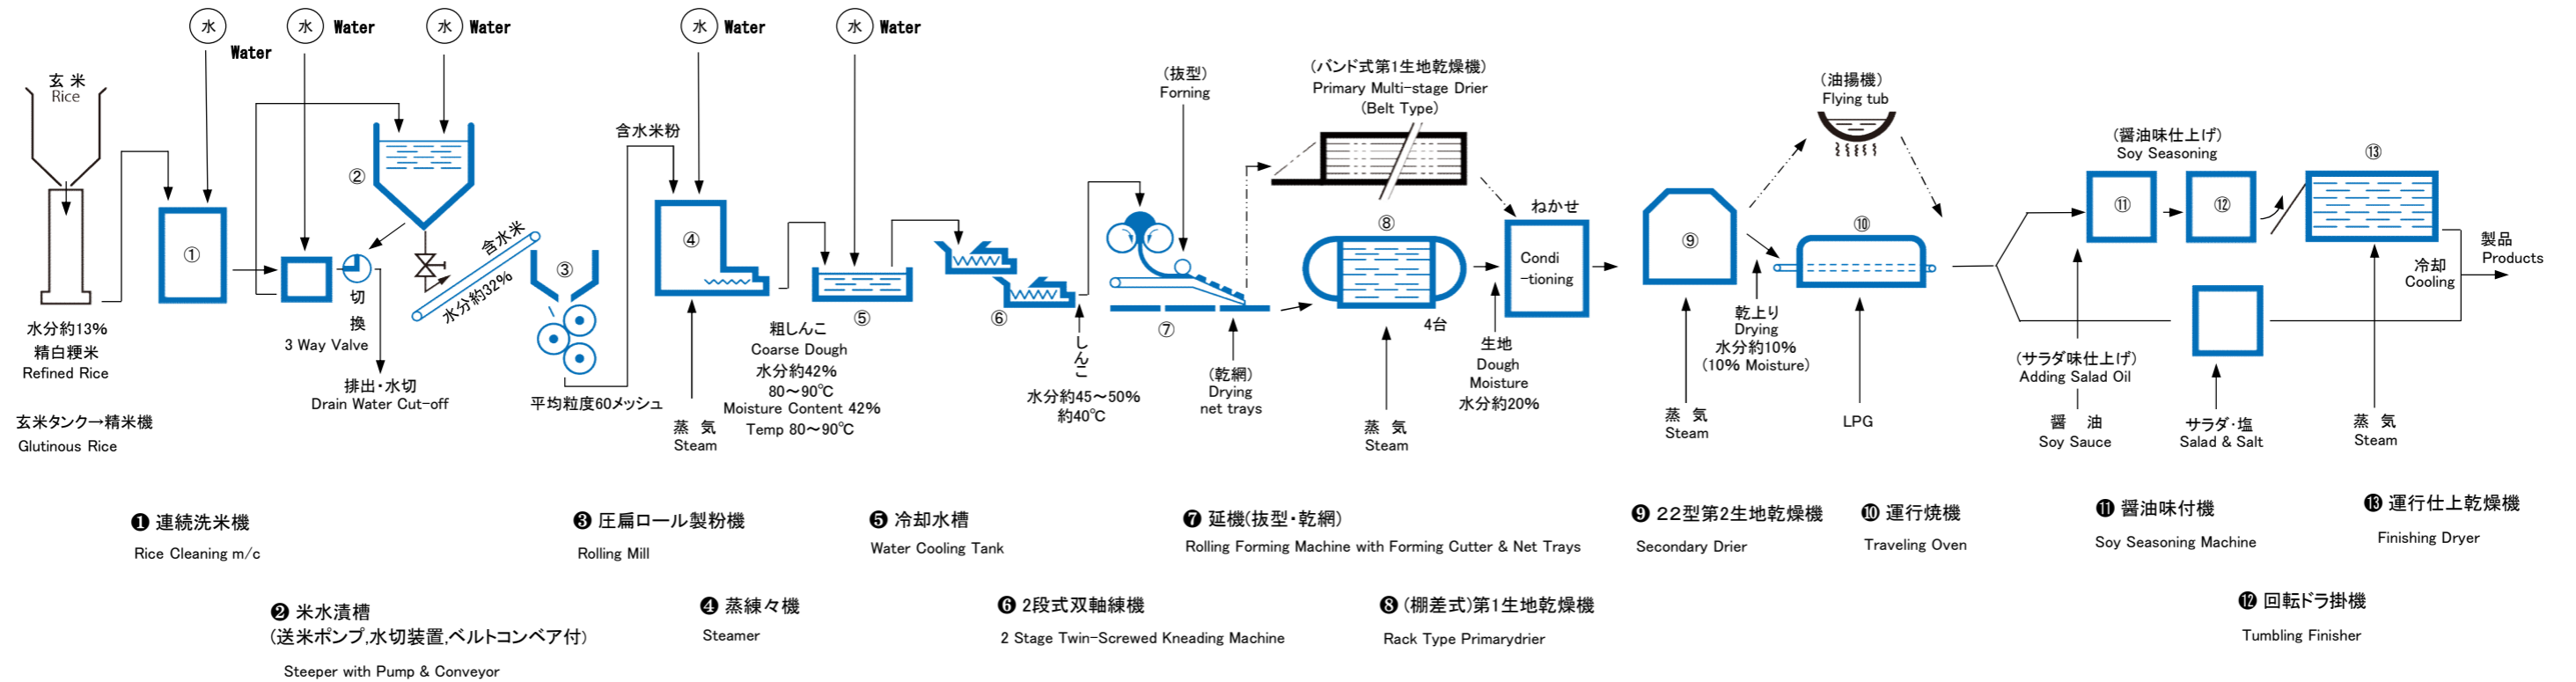 水 Water
水 Water
水 Water
水 Water
水 Water
玄 米
Rice
水分約13%
精白粳米
Refined Rice
玄米タンク→精米機
Glutinous Rice
①
②
切
換
3 Way Valve
排出・水切
Drain Water Cut-off
含水米
水分約32%
③
平均粒度60メッシュ
含水米粉
④
蒸 気
Steam
粗しんこ
Coarse Dough
水分約42%
80～90℃
Moisture Content 42%
Temp 80～90℃
⑤
⑥
しんこ
水分約45～50%
約40℃
(抜型)
Forning
⑦
(乾網)
Drying
net trays
(バンド式第1生地乾燥機)
Primary Multi-stage Drier
(Belt Type)
⑧
4台
蒸 気
Steam
ねかせ
Condi
-tioning
生地
Dough
Moisture
水分約20%
⑨
蒸 気
Steam
乾上り
Drying
水分約10%
(10% Moisture)
(油揚機)
Flying tub
⑩
LPG
(醤油味仕上げ)
Soy Seasoning
⑪
⑫
⑬
(サラダ味仕上げ)
Adding Salad Oil
醤 油
Soy Sauce
サラダ・塩
Salad & Salt
蒸 気
Steam
冷却
Cooling
製品
Products
❶ 連続洗米機
Rice Cleaning m/c
❷ 米水漬槽
(送米ポンプ,水切装置,ベルトコンベア付)
Steeper with Pump & Conveyor
❸ 圧扁ロール製粉機
Rolling Mill
❹ 蒸練々機
Steamer
❺ 冷却水槽
Water Cooling Tank
❻ 2段式双軸練機
2 Stage Twin-Screwed Kneading Machine
❼ 延機(抜型・乾網)
Rolling Forming Machine with Forming Cutter & Net Trays
❽ (棚差式)第1生地乾燥機
Rack Type Primarydrier
❾ 22型第2生地乾燥機
Secondary Drier
❿ 運行焼機
Traveling Oven
⓫ 醤油味付機
Soy Seasoning Machine
⓬ 回転ドラ掛機
Tumbling Finisher
⓭ 運行仕上乾燥機
Finishing Dryer